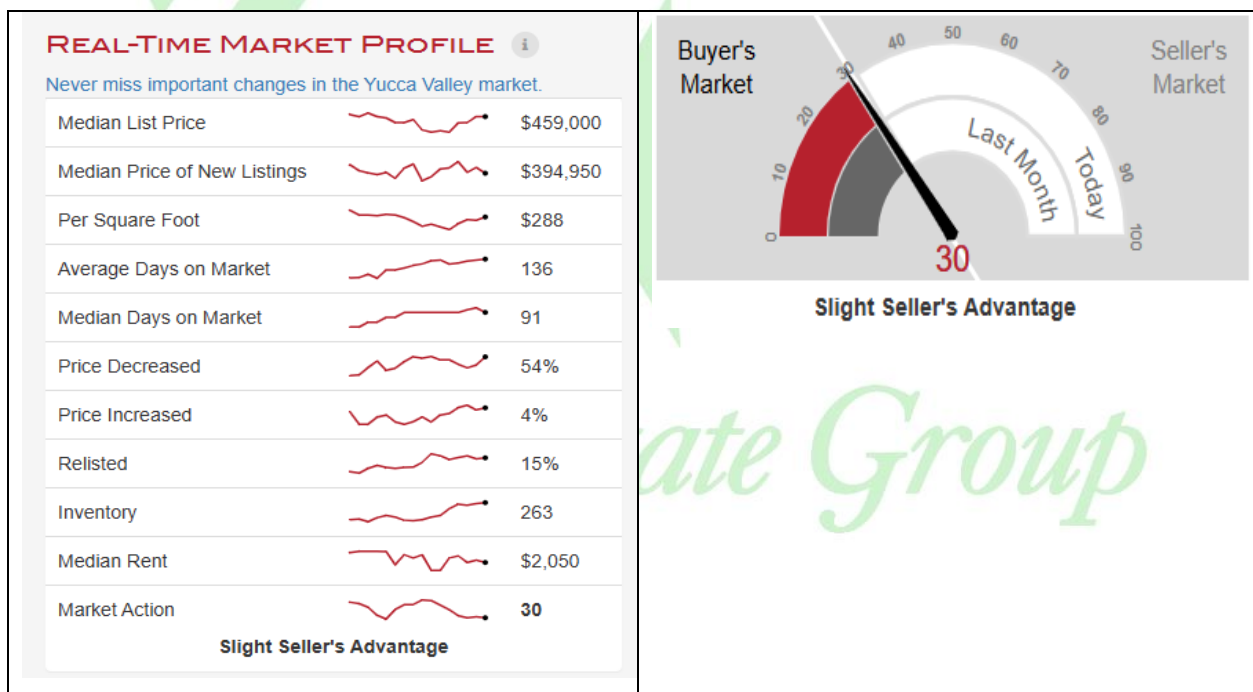 REAL-TIME MARKET PROFILE i
Never miss important changes in the Yucca Valley market.
Median List Price $459,000
Median Price of New Listings $394,950
Per Square Foot $288
Average Days on Market 136
Median Days on Market 91
Price Decreased 54%
Price Increased 4%
Relisted 15%
Inventory 263
Median Rent $2,050
Market Action 30
Slight Seller's Advantage
Buyer's
Market
Seller's
Market
0
10
20
30
40
50
60
70
80
90
100
Last Month
Today
30
Slight Seller's Advantage
ate Group